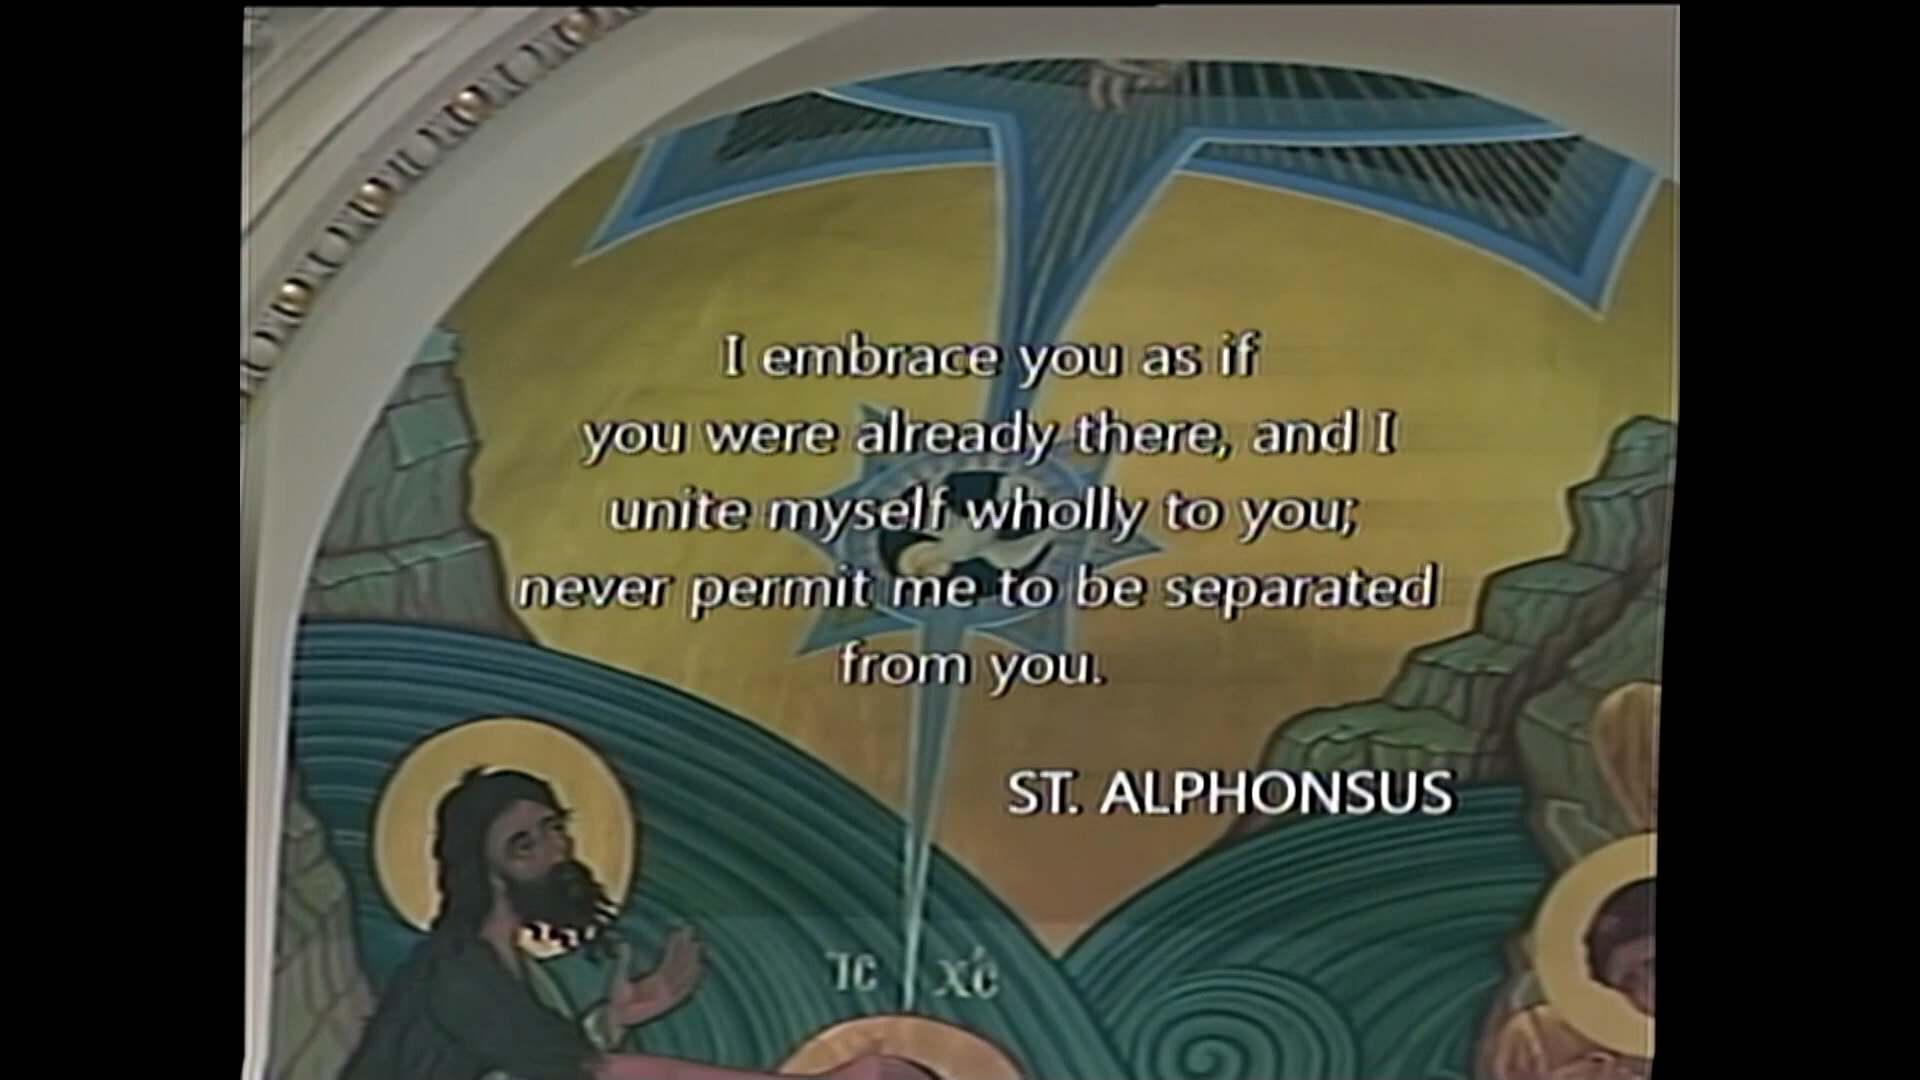 I embrace you as if
you were already there, and I
unite myself wholly to you;
never permit me to be separated
from you.
ST. ALPHONSUS
IC XC